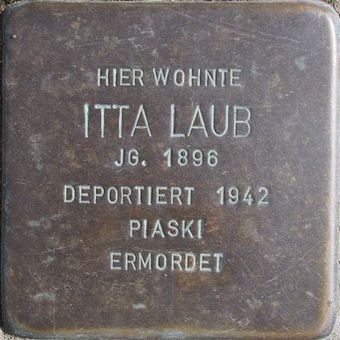 HIER WOHNTE
ITTA LAUB
JG. 1896
DEPORTIERT 1942
PIASKI
ERMORDET